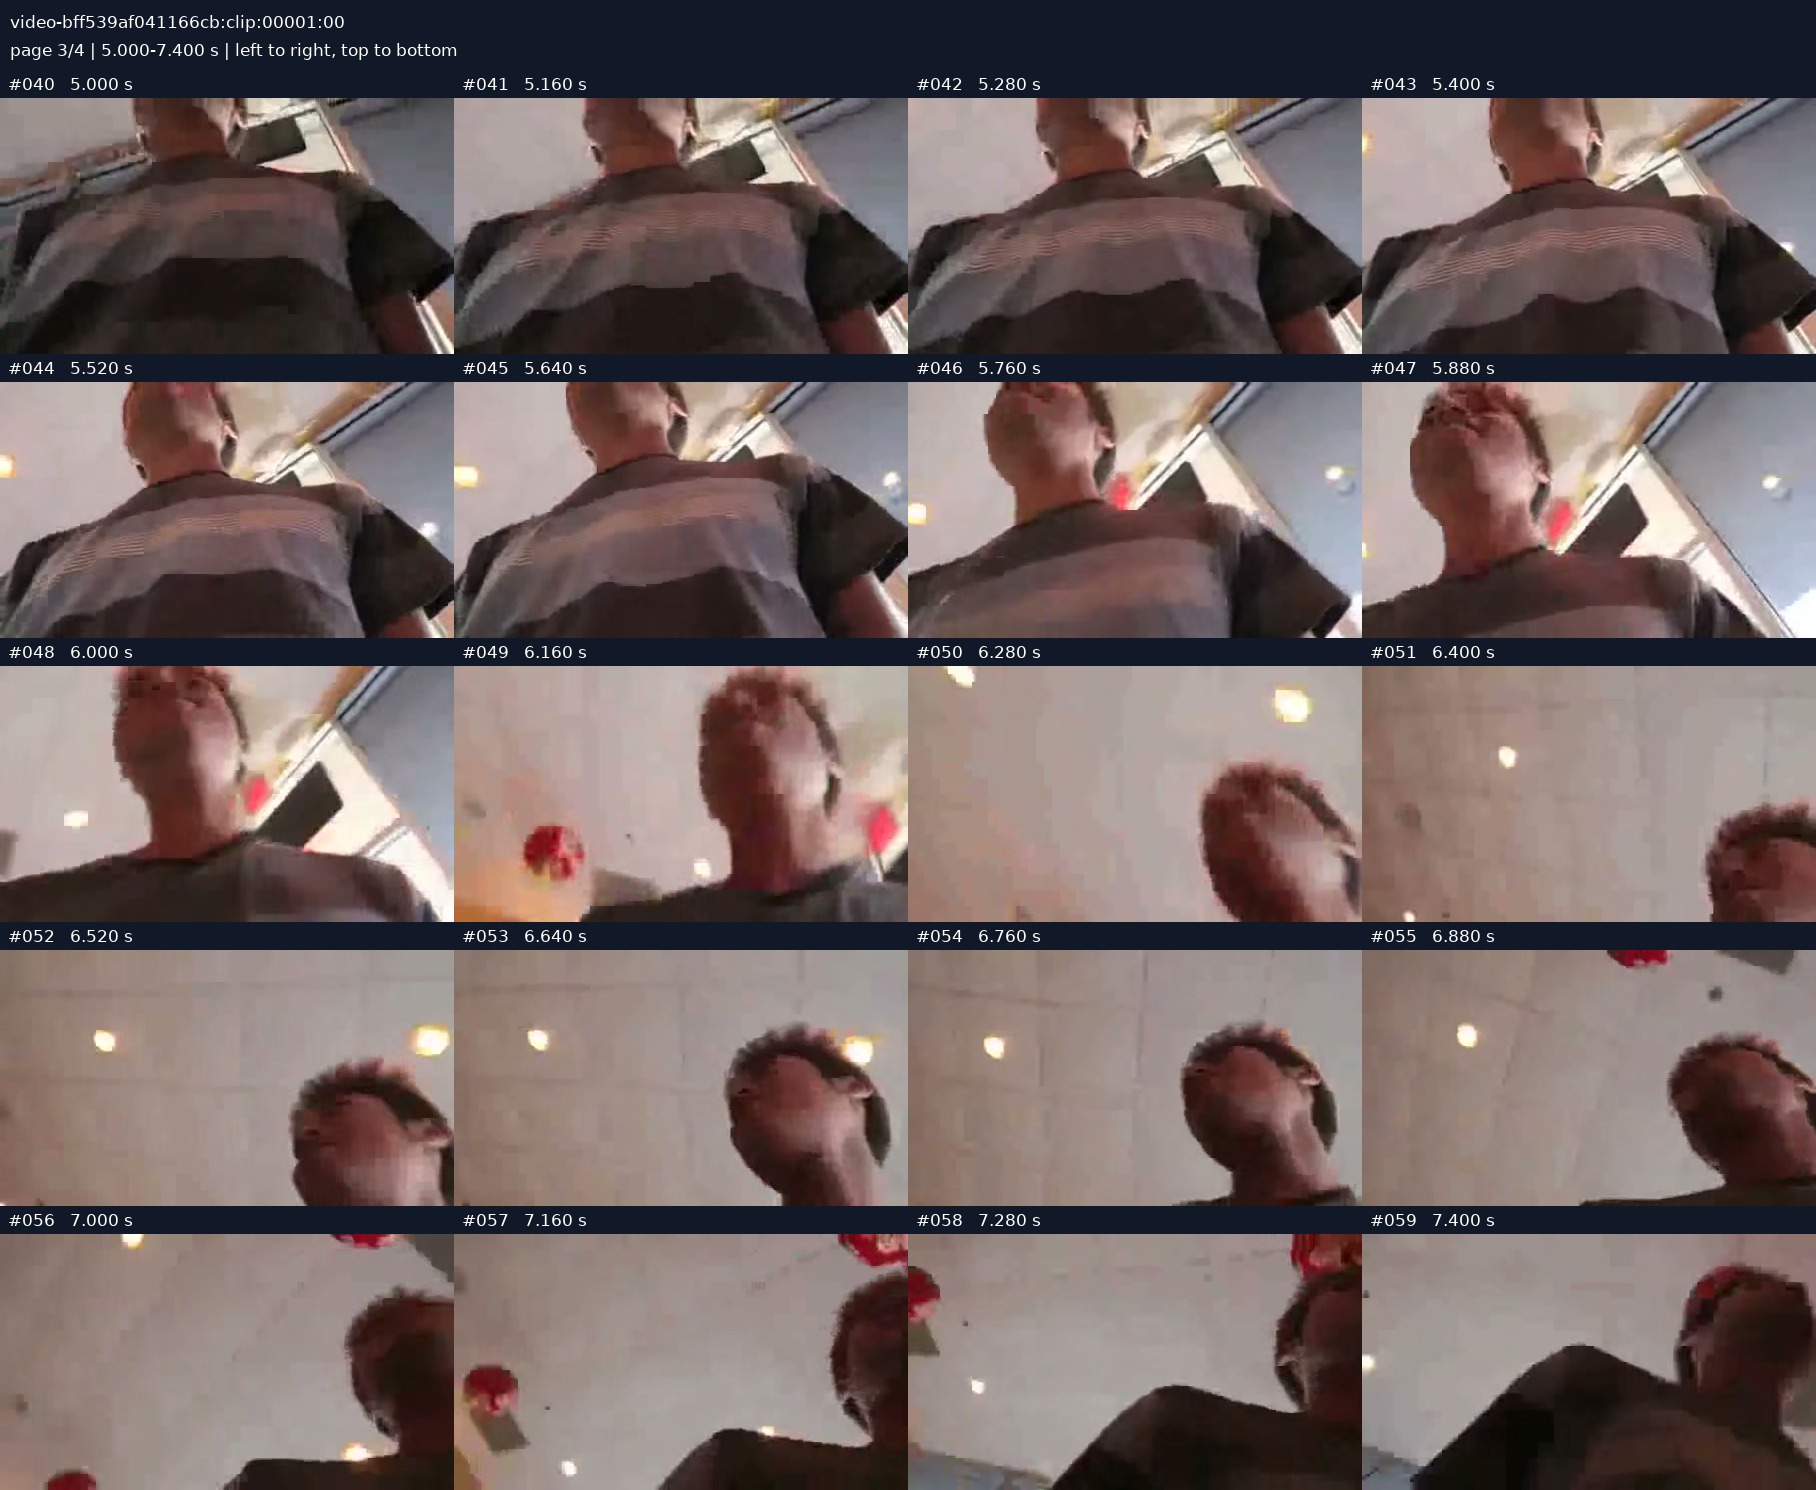 video-bff539af041166cb:clip:00001:00
page 3/4 | 5.000-7.400 s | left to right, top to bottom
#040 5.000 s
#041 5.160 s
#042 5.280 s
#043 5.400 s
#044 5.520 s
#045 5.640 s
#046 5.760 s
#047 5.880 s
#048 6.000 s
#049 6.160 s
#050 6.280 s
#051 6.400 s
#052 6.520 s
#053 6.640 s
#054 6.760 s
#055 6.880 s
#056 7.000 s
#057 7.160 s
#058 7.280 s
#059 7.400 s